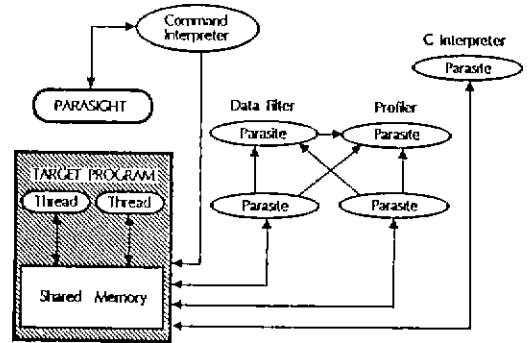 Command
Interpreter
C Interpreter
Parasite
PARASIGHT
Data Filter
Profiler
Parasite
Parasite
TARGET PROGRAM
Thread
Thread
Parasite
Parasite
Shared Memory